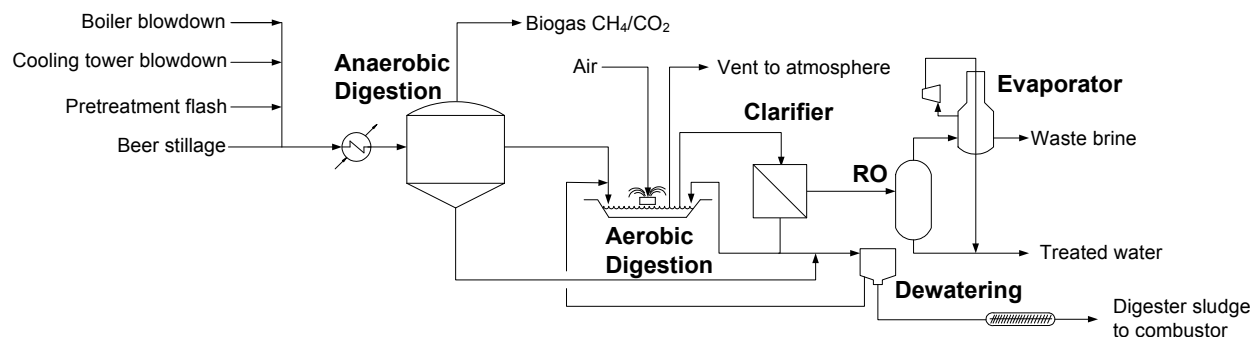 Boiler blowdown
Cooling tower blowdown
Pretreatment flash
Beer stillage
Anaerobic
Digestion
Biogas CH₄/CO₂
Air
Vent to atmosphere
Aerobic
Digestion
Clarifier
RO
Evaporator
Waste brine
Treated water
Dewatering
Digester sludge
to combustor